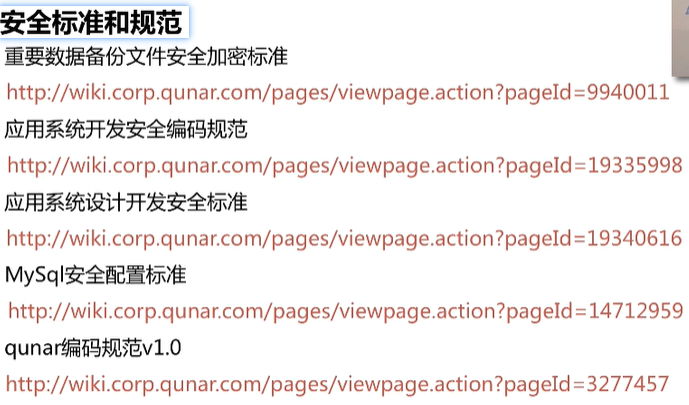 安全标准和规范
重要数据备份文件安全加密标准
http://wiki.corp.qunar.com/pages/viewpage.action?pageId=9940011
应用系统开发安全编码规范
http://wiki.corp.qunar.com/pages/viewpage.action?pageId=19335998
应用系统设计开发安全标准
http://wiki.corp.qunar.com/pages/viewpage.action?pageId=19340616
MySql安全配置标准
http://wiki.corp.qunar.com/pages/viewpage.action?pageId=14712959
qunar编码规范v1.0
http://wiki.corp.qunar.com/pages/viewpage.action?pageId=3277457